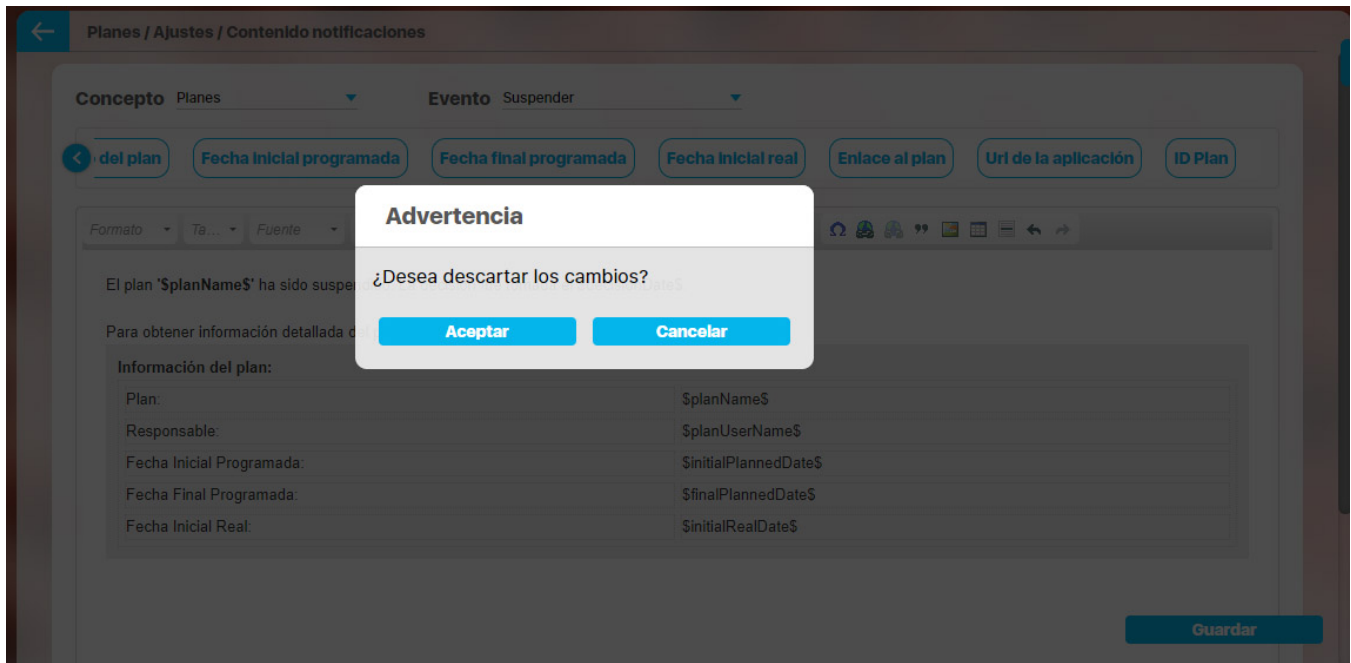 Planes / Ajustes / Contenido notificaciones
Concepto Planes Evento Suspender
del plan Fecha inicial programada Fecha final programada Fecha inicial real Enlace al plan Url de la aplicación ID Plan
Formato Ta... Fuente
Advertencia
¿Desea descartar los cambios?
El plan '$planName$' ha sido suspen
Para obtener información detallada d
Aceptar Cancelar
Información del plan:
Plan: $planName$
Responsable: $planUserName$
Fecha Inicial Programada: $initialPlannedDate$
Fecha Final Programada: $finalPlannedDate$
Fecha Inicial Real: $initialRealDate$
Guardar